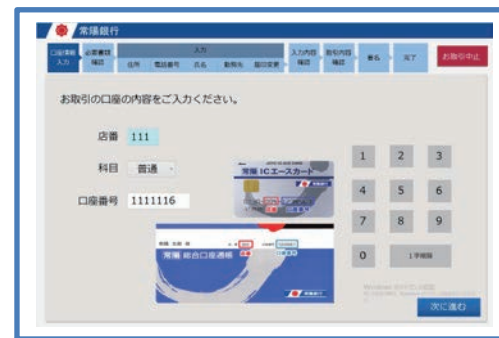 常陽銀行
口座情報入力 必要書類確認 入力 入力内容確認 取引内容確認 署名 完了 お取引中止
住所 電話番号 氏名 勤務先 届印変更
お取引の口座の内容をご入力ください。
店番 111
1 2 3
科目 普通
常陽 ICエースカード
4 5 6
口座番号 1111116
7 8 9
常陽 総合口座通帳
0 1字削除
次に進む